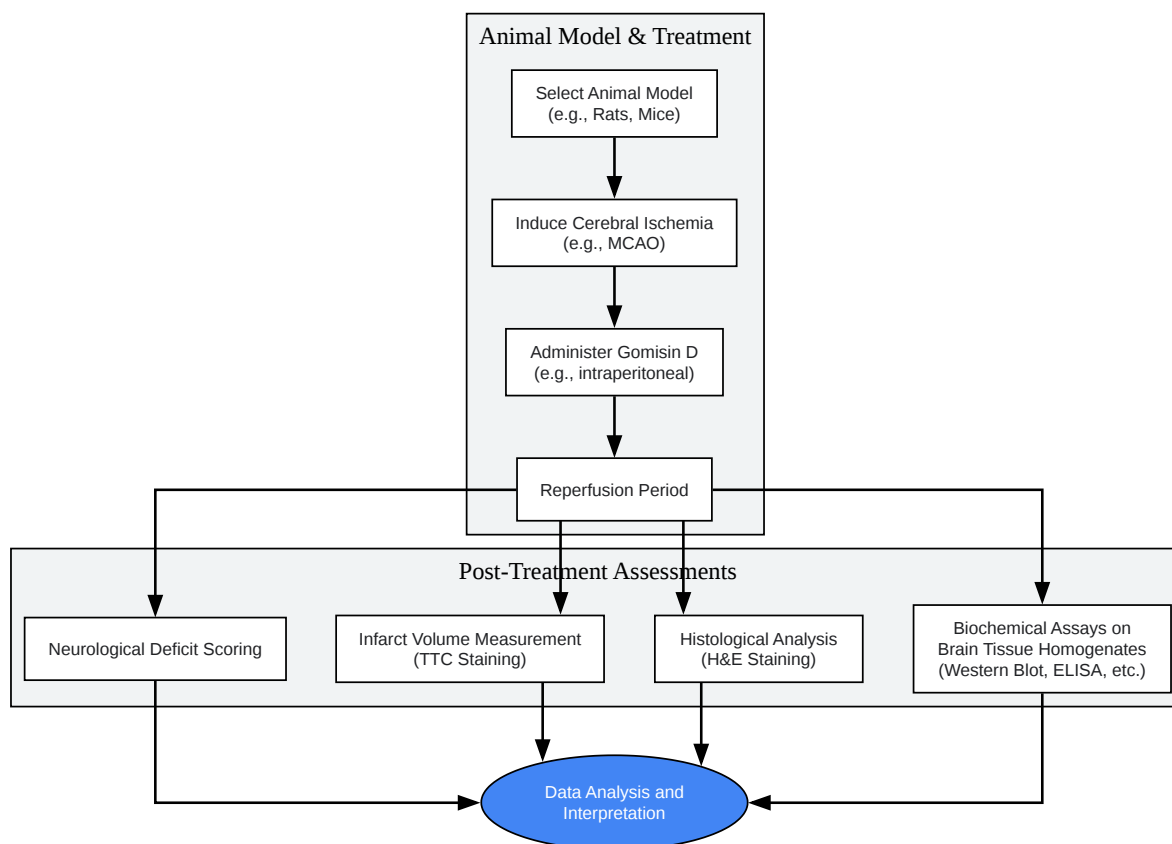 Animal Model & Treatment
Select Animal Model
(e.g., Rats, Mice)
Induce Cerebral Ischemia
(e.g., MCAO)
Administer Gomisin D
(e.g., intraperitoneal)
Reperfusion Period
Post-Treatment Assessments
Neurological Deficit Scoring
Infarct Volume Measurement
(TTC Staining)
Histological Analysis
(H&E Staining)
Biochemical Assays on
Brain Tissue Homogenates
(Western Blot, ELISA, etc.)
Data Analysis and
Interpretation